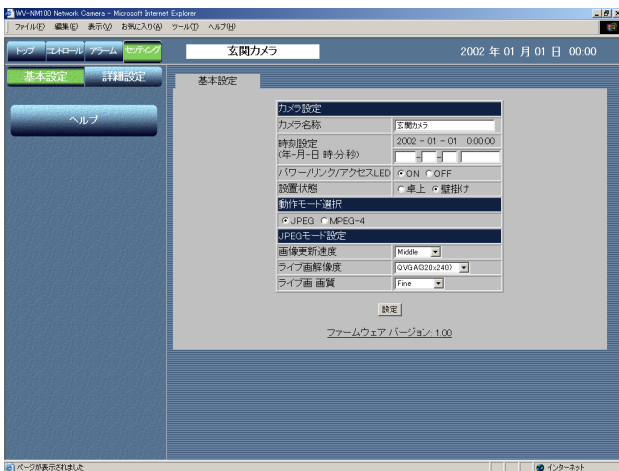 WV-NM100 Network Camera - Microsoft Internet Explorer
ファイル(F) 編集(E) 表示(V) お気に入り(A) ツール(T) ヘルプ(H)
トップ コントロール アラーム セッティング 玄関カメラ 2002 年 01 月 01 日 00:00
基本設定 詳細設定
ヘルプ
基本設定
カメラ設定
カメラ名称 玄関カメラ
時刻設定 2002 - 01 - 01 0:00:00
(年-月-日 時:分:秒) - -
パワー/リンク/アクセスLED ON OFF
設置状態 卓上 壁掛け
動作モード選択
JPEG MPEG-4
JPEGモード設定
画像更新速度 Middle
ライブ画解像度 QVGA(320x240)
ライブ画 画質 Fine
設定
ファームウェア バージョン: 1.00
ページが表示されました インターネット